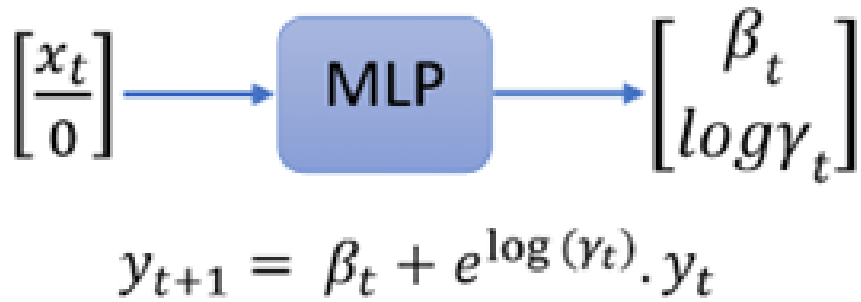 [x_t / 0]
MLP
[β_t
logγ_t]
y_{t+1} = β_t + e^{log (γ_t)}. y_t